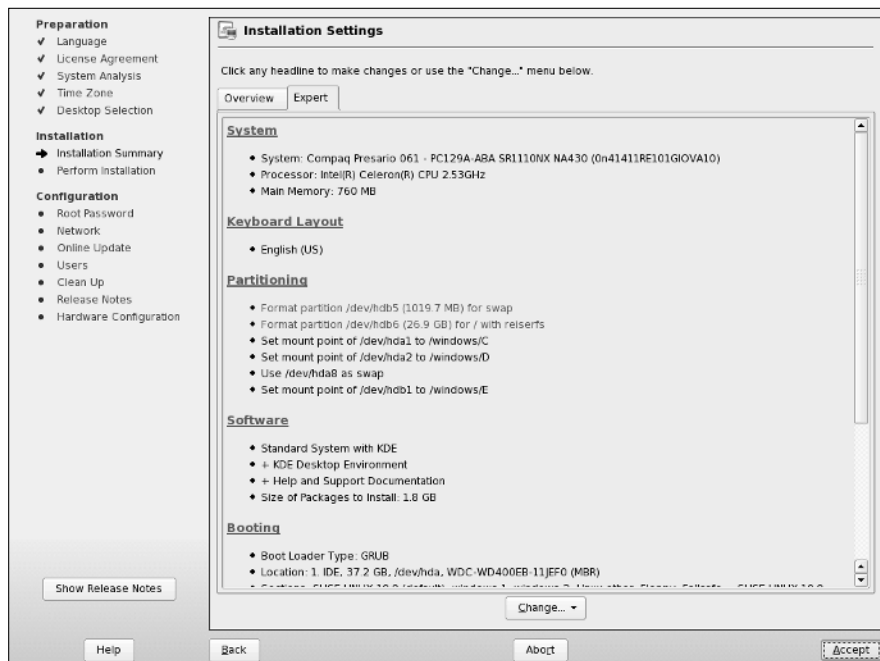 Preparation
Language
License Agreement
System Analysis
Time Zone
Desktop Selection
Installation
Installation Summary
Perform Installation
Configuration
Root Password
Network
Online Update
Users
Clean Up
Release Notes
Hardware Configuration
Show Release Notes
Installation Settings
Click any headline to make changes or use the "Change..." menu below.
Overview
Expert
System
System: Compaq Presario 061 - PC129A-ABA SR1110NX NA430 (0n41411RE101GIOVA10)
Processor: Intel(R) Celeron(R) CPU 2.53GHz
Main Memory: 760 MB
Keyboard Layout
English (US)
Partitioning
Format partition /dev/hdb5 (1019.7 MB) for swap
Format partition /dev/hdb6 (26.9 GB) for / with reiserfs
Set mount point of /dev/hda1 to /windows/C
Set mount point of /dev/hda2 to /windows/D
Use /dev/hda8 as swap
Set mount point of /dev/hdb1 to /windows/E
Software
Standard System with KDE
+ KDE Desktop Environment
+ Help and Support Documentation
Size of Packages to Install: 1.8 GB
Booting
Boot Loader Type: GRUB
Location: 1. IDE, 37.2 GB, /dev/hda, WDC-WD400EB-11JEF0 (MBR)
Change...
Help
Back
Abort
Accept